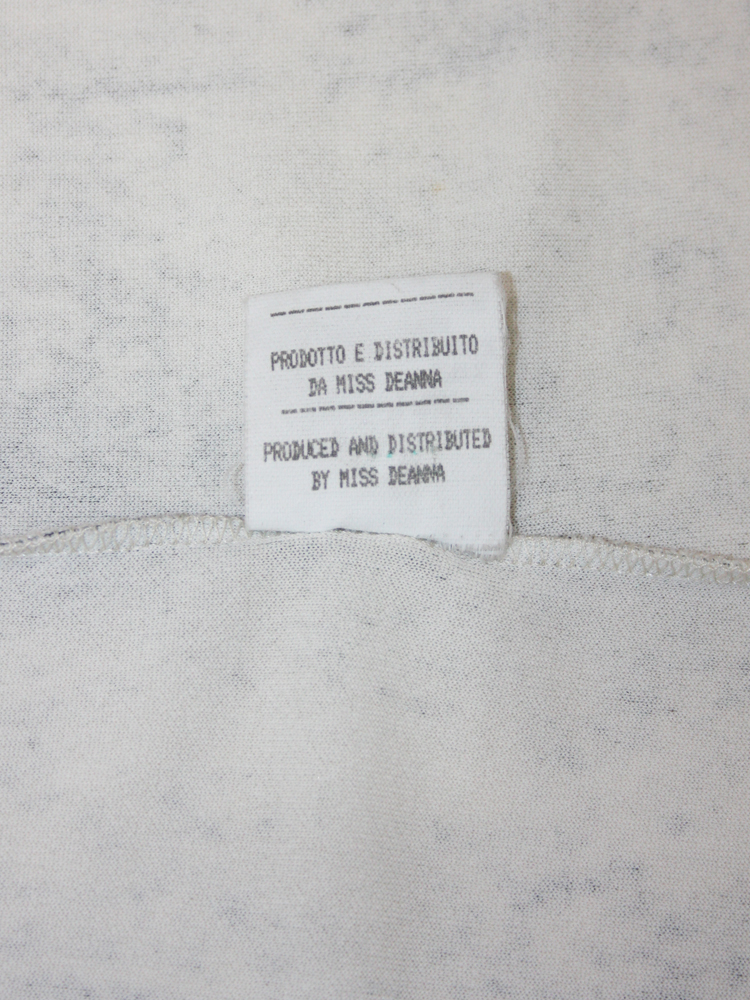 PRODOTTO E DISTRIBUITO
DA MISS DEANNA
PRODUCED AND DISTRIBUTED
BY MISS DEANNA